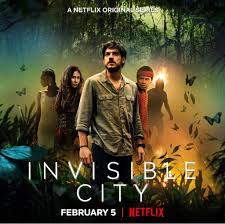 A NETFLIX ORIGINAL SERIES
INVISIBLE
CITY
FEBRUARY 5 | NETFLIX